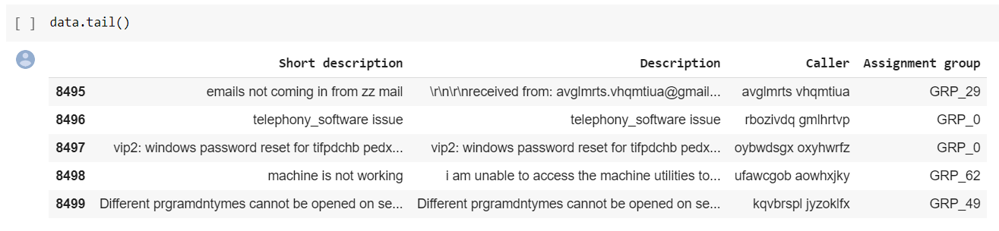 [ ] data.tail()
Short description Description Caller Assignment group
8495 emails not coming in from zz mail \r\n\r\nreceived from: avglmrts.vhqmtiua@gmail... avglmrts vhqmtiua GRP_29
8496 telephony_software issue telephony_software issue rbozivdq gmlhrtvp GRP_0
8497 vip2: windows password reset for tifpdchb pedx... vip2: windows password reset for tifpdchb pedx... oybwdsgx oxyhwrfz GRP_0
8498 machine is not working i am unable to access the machine utilities to... ufawcgob aowhxjky GRP_62
8499 Different prgramdntymes cannot be opened on se... Different prgramdntymes cannot be opened on se... kqvbrspl jyzoklfx GRP_49